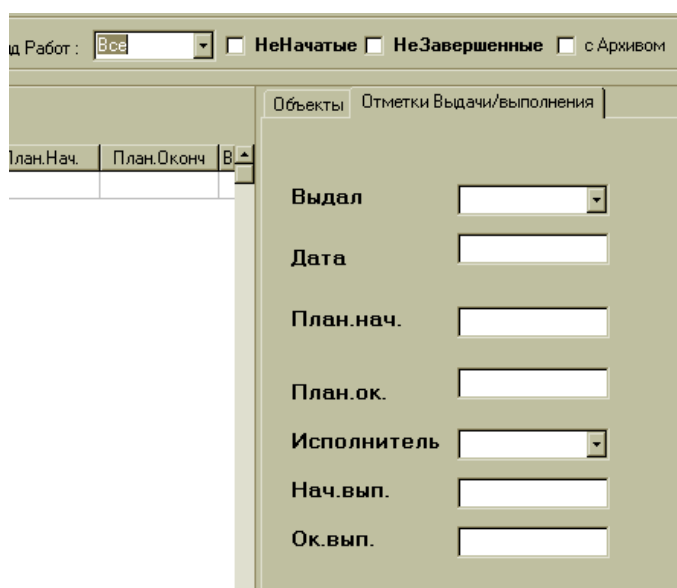 д Работ : Все НеНачатые НеЗавершенные с Архивом
Объекты Отметки Выдачи/выполнения
План.Нач. План.Оконч В
Выдал
Дата
План.нач.
План.ок.
Исполнитель
Нач.вып.
Ок.вып.